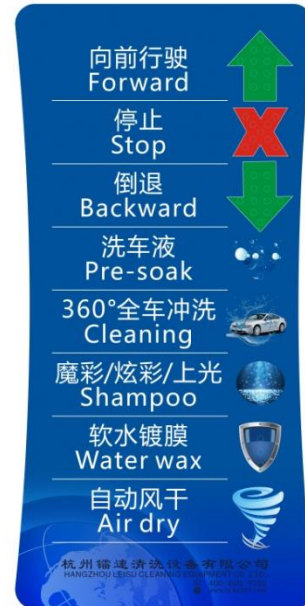 向前行驶
Forward
停止
Stop
倒退
Backward
洗车液
Pre-soak
360°全车冲洗
Cleaning
魔彩/炫彩/上光
Shampoo
软水镀膜
Water wax
自动风干
Air dry
杭州镭速清洗设备有限公司
HANGZHOU LEISU CLEANING EQUIPMENT CO., LTD